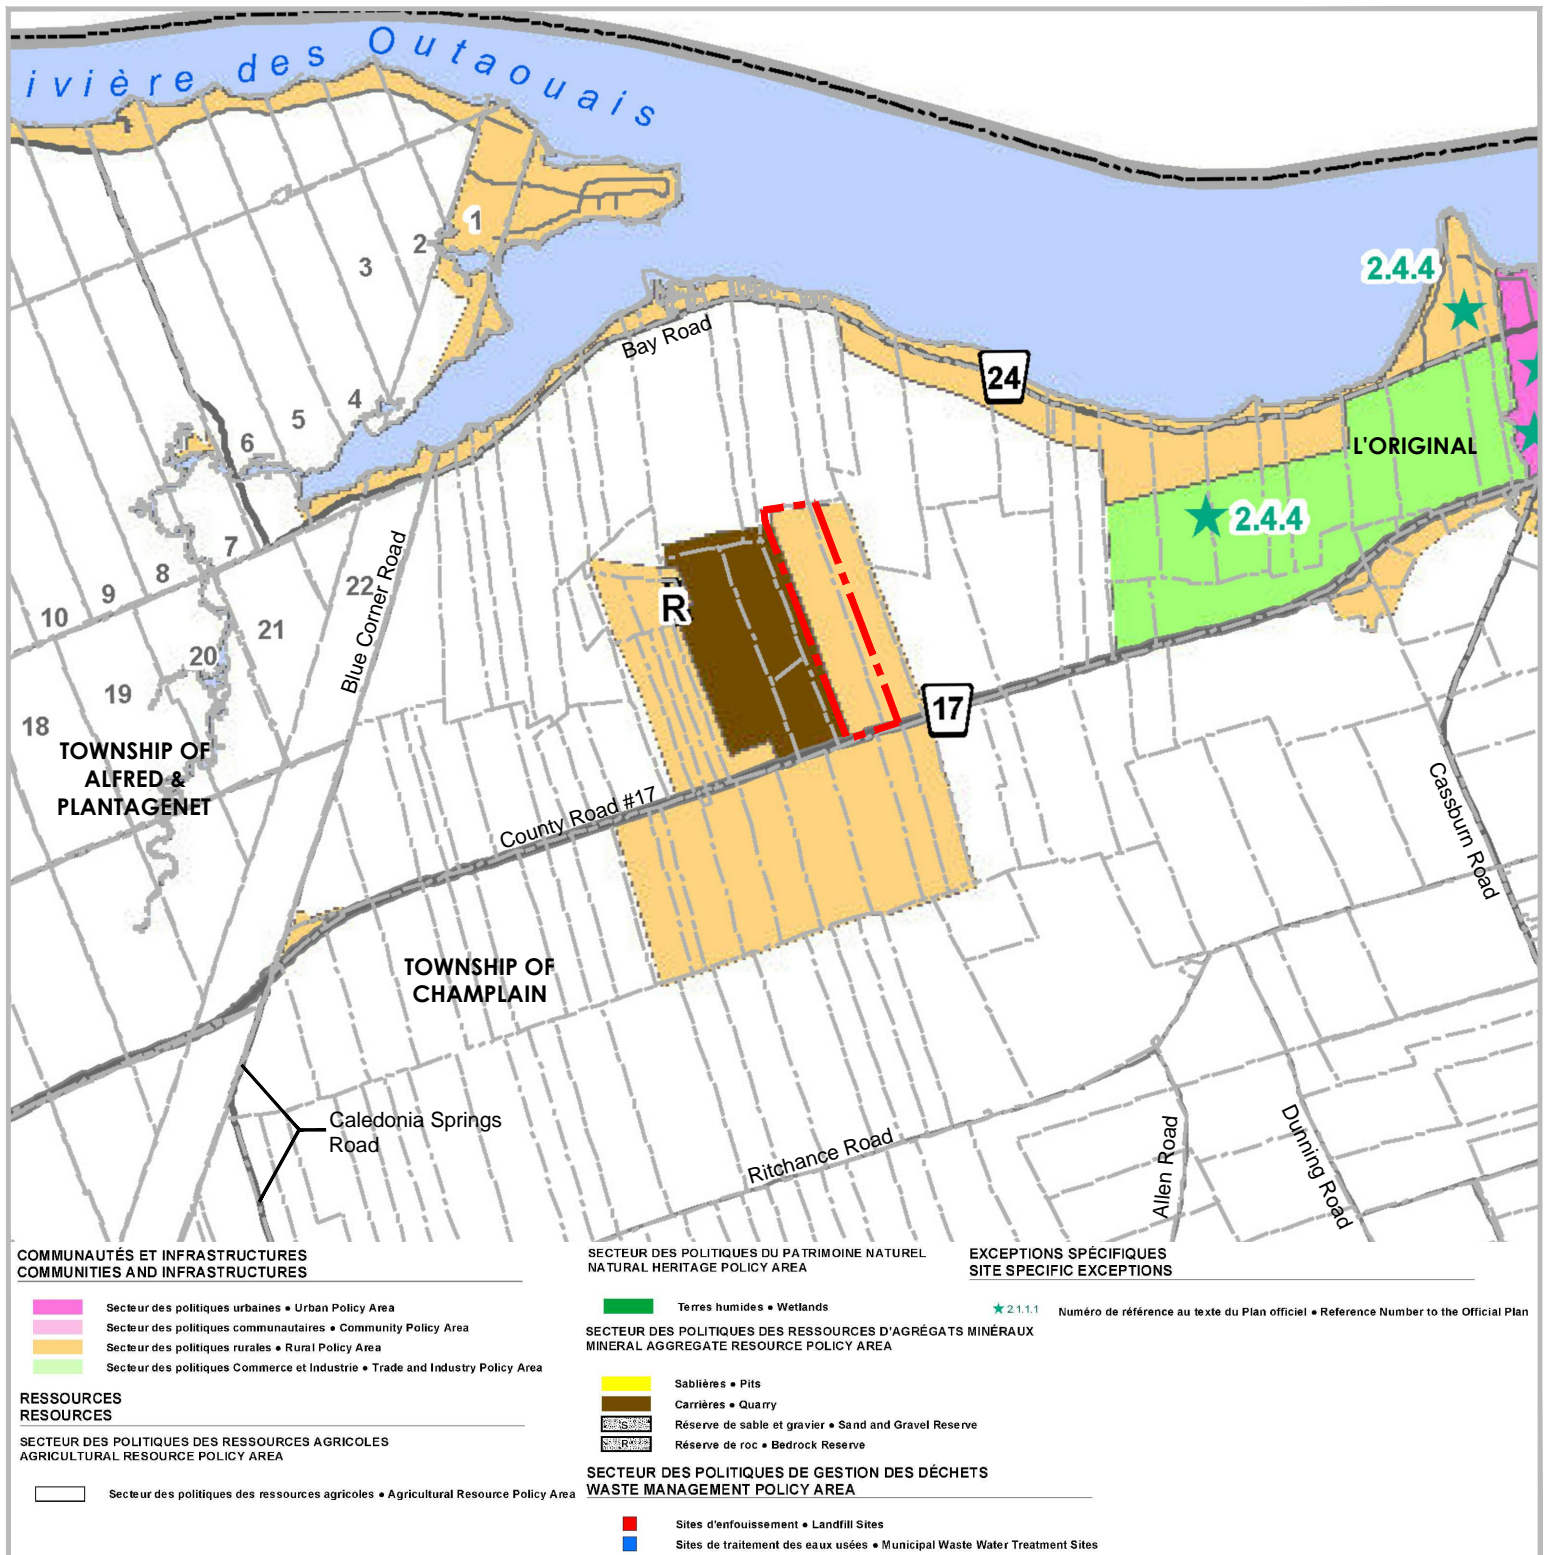 ivière des Outaouais
1
2
3
2.4.4
Bay Road
24
4
5
6
L'ORIGINAL
2.4.4
7
8
9
10
22
Blue Corner Road
R
21
20
19
18
17
TOWNSHIP OF
ALFRED &
PLANTAGENET
County Road #17
Cassburn Road
TOWNSHIP OF
CHAMPLAIN
Caledonia Springs
Road
Ritchance Road
Allen Road
Dunning Road
COMMUNAUTÉS ET INFRASTRUCTURES
COMMUNITIES AND INFRASTRUCTURES
Secteur des politiques urbaines • Urban Policy Area
Secteur des politiques communautaires • Community Policy Area
Secteur des politiques rurales • Rural Policy Area
Secteur des politiques Commerce et Industrie • Trade and Industry Policy Area
RESSOURCES
RESOURCES
SECTEUR DES POLITIQUES DES RESSOURCES AGRICOLES
AGRICULTURAL RESOURCE POLICY AREA
Secteur des politiques des ressources agricoles • Agricultural Resource Policy Area
SECTEUR DES POLITIQUES DU PATRIMOINE NATUREL
NATURAL HERITAGE POLICY AREA
Terres humides • Wetlands
SECTEUR DES POLITIQUES DES RESSOURCES D'AGRÉGATS MINÉRAUX
MINERAL AGGREGATE RESOURCE POLICY AREA
Sablières • Pits
Carrières • Quarry
S Réserve de sable et gravier • Sand and Gravel Reserve
R Réserve de roc • Bedrock Reserve
SECTEUR DES POLITIQUES DE GESTION DES DÉCHETS
WASTE MANAGEMENT POLICY AREA
Sites d'enfouissement • Landfill Sites
Sites de traitement des eaux usées • Municipal Waste Water Treatment Sites
EXCEPTIONS SPÉCIFIQUES
SITE SPECIFIC EXCEPTIONS
2.1.1.1 Numéro de référence au texte du Plan officiel • Reference Number to the Official Plan